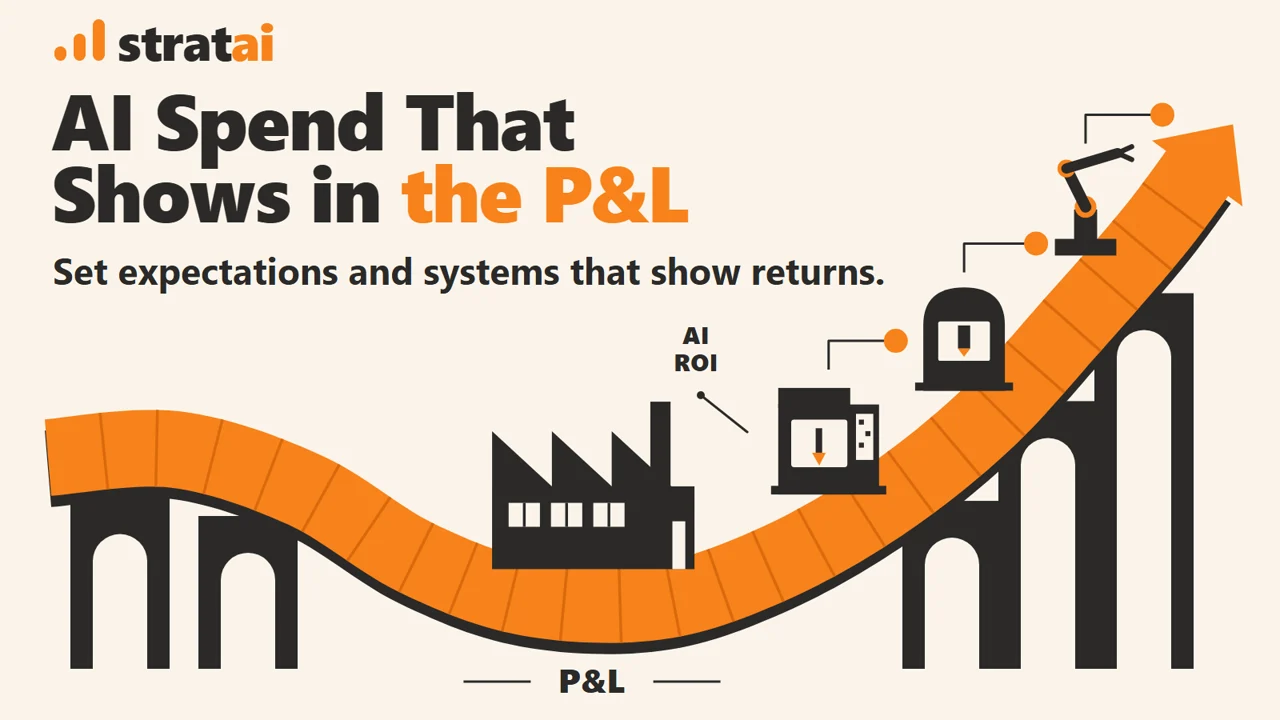 stratai
AI Spend That
Shows in the P&L
Set expectations and systems that show returns.
AI
ROI
P&L